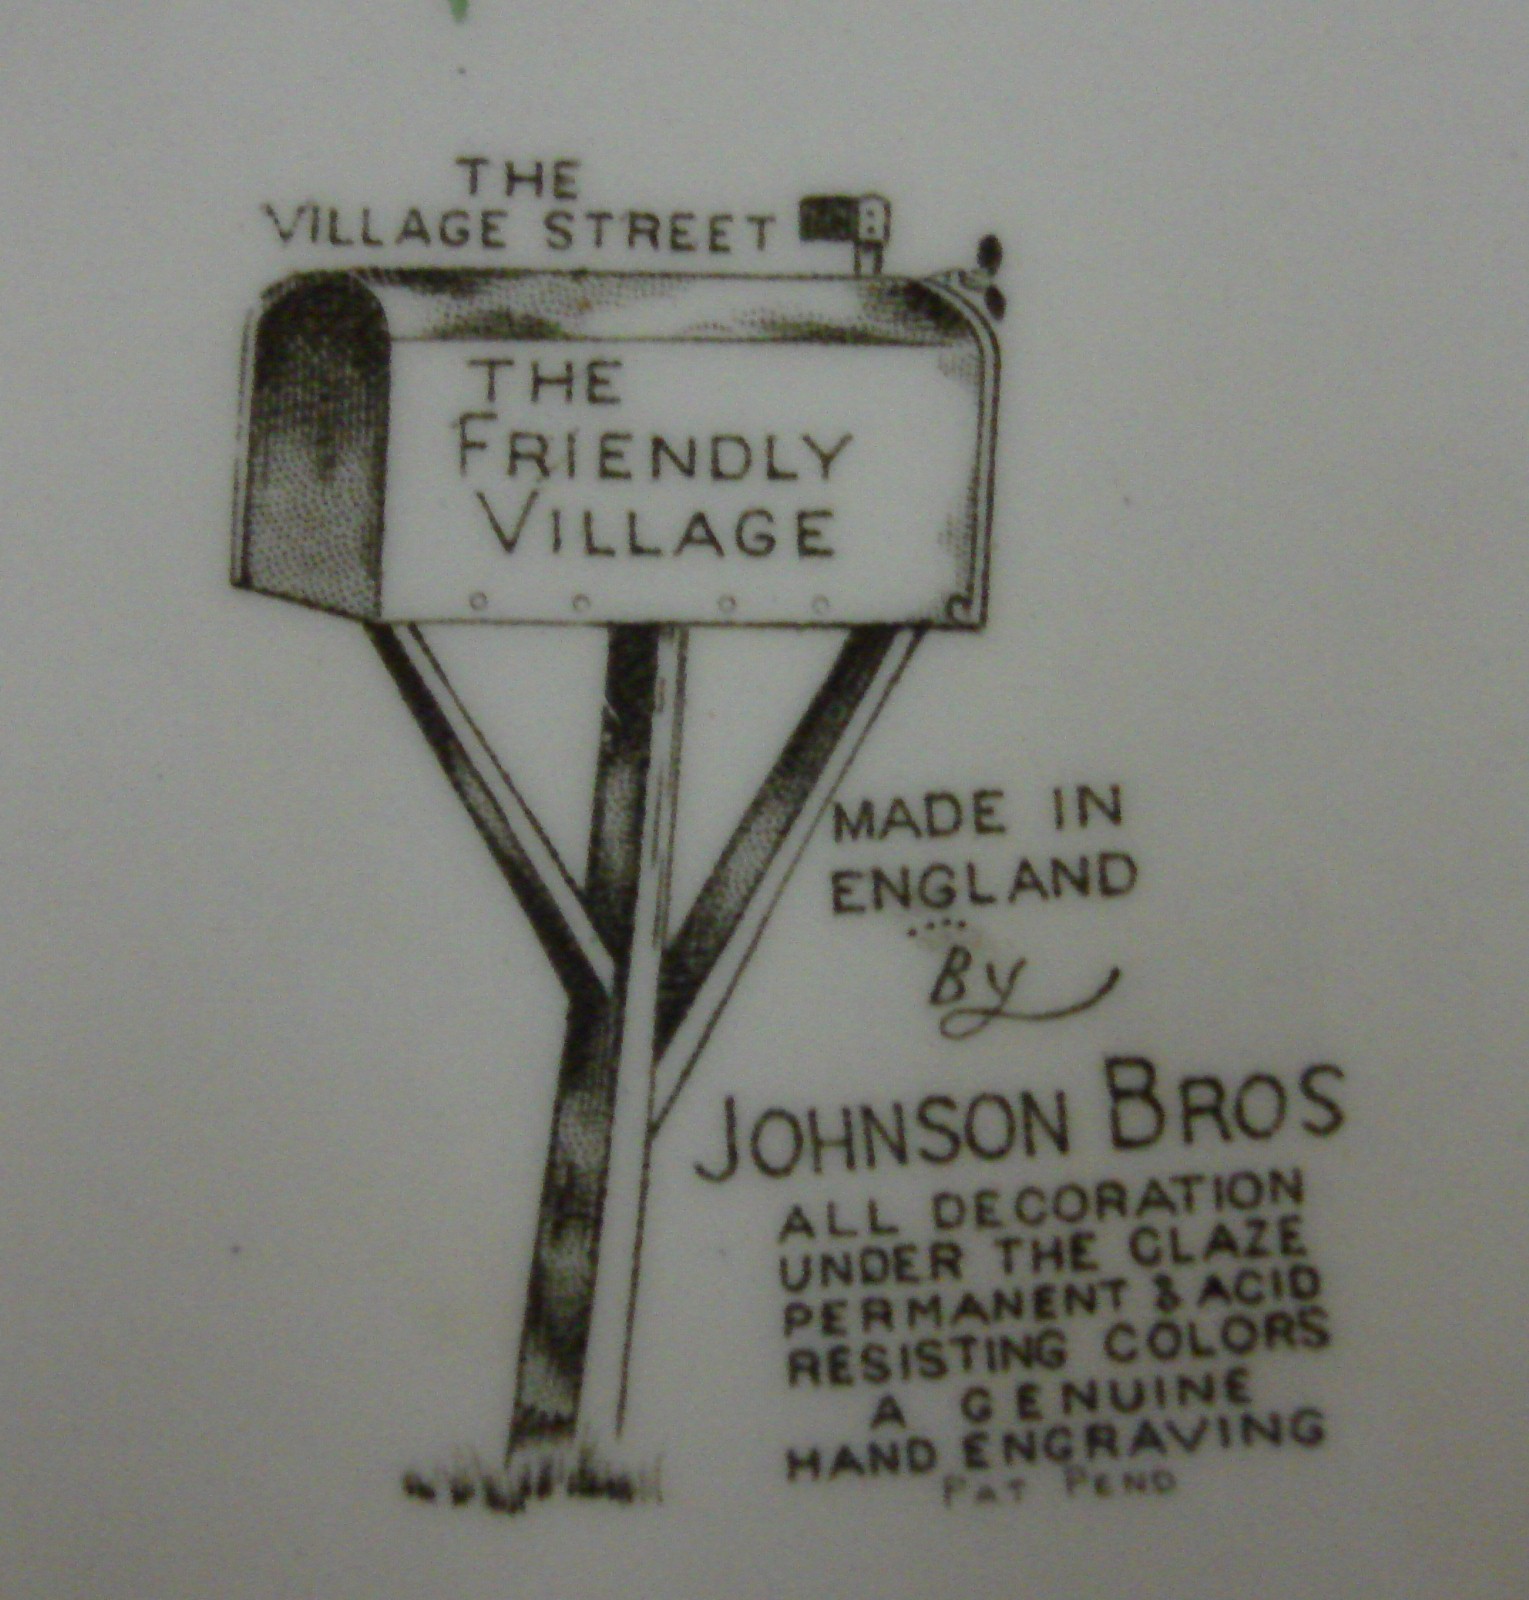 THE
VILLAGE STREET
THE
FRIENDLY
VILLAGE
MADE IN
ENGLAND
By
JOHNSON BROS
ALL DECORATION
UNDER THE GLAZE
PERMANENT & ACID
RESISTING COLORS
A GENUINE
HAND ENGRAVING
PAT PEND